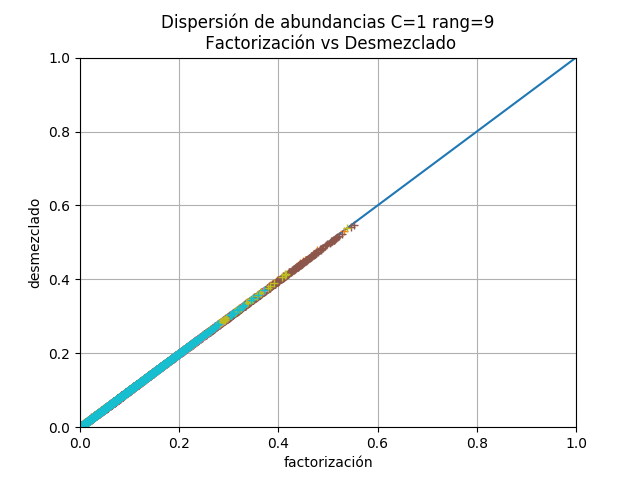 Dispersión de abundancias C=1 rang=9
Factorización vs Desmezclado
1.0
0.8
0.6
0.4
0.2
0.0
desmezclado
0.0 0.2 0.4 0.6 0.8 1.0
factorización